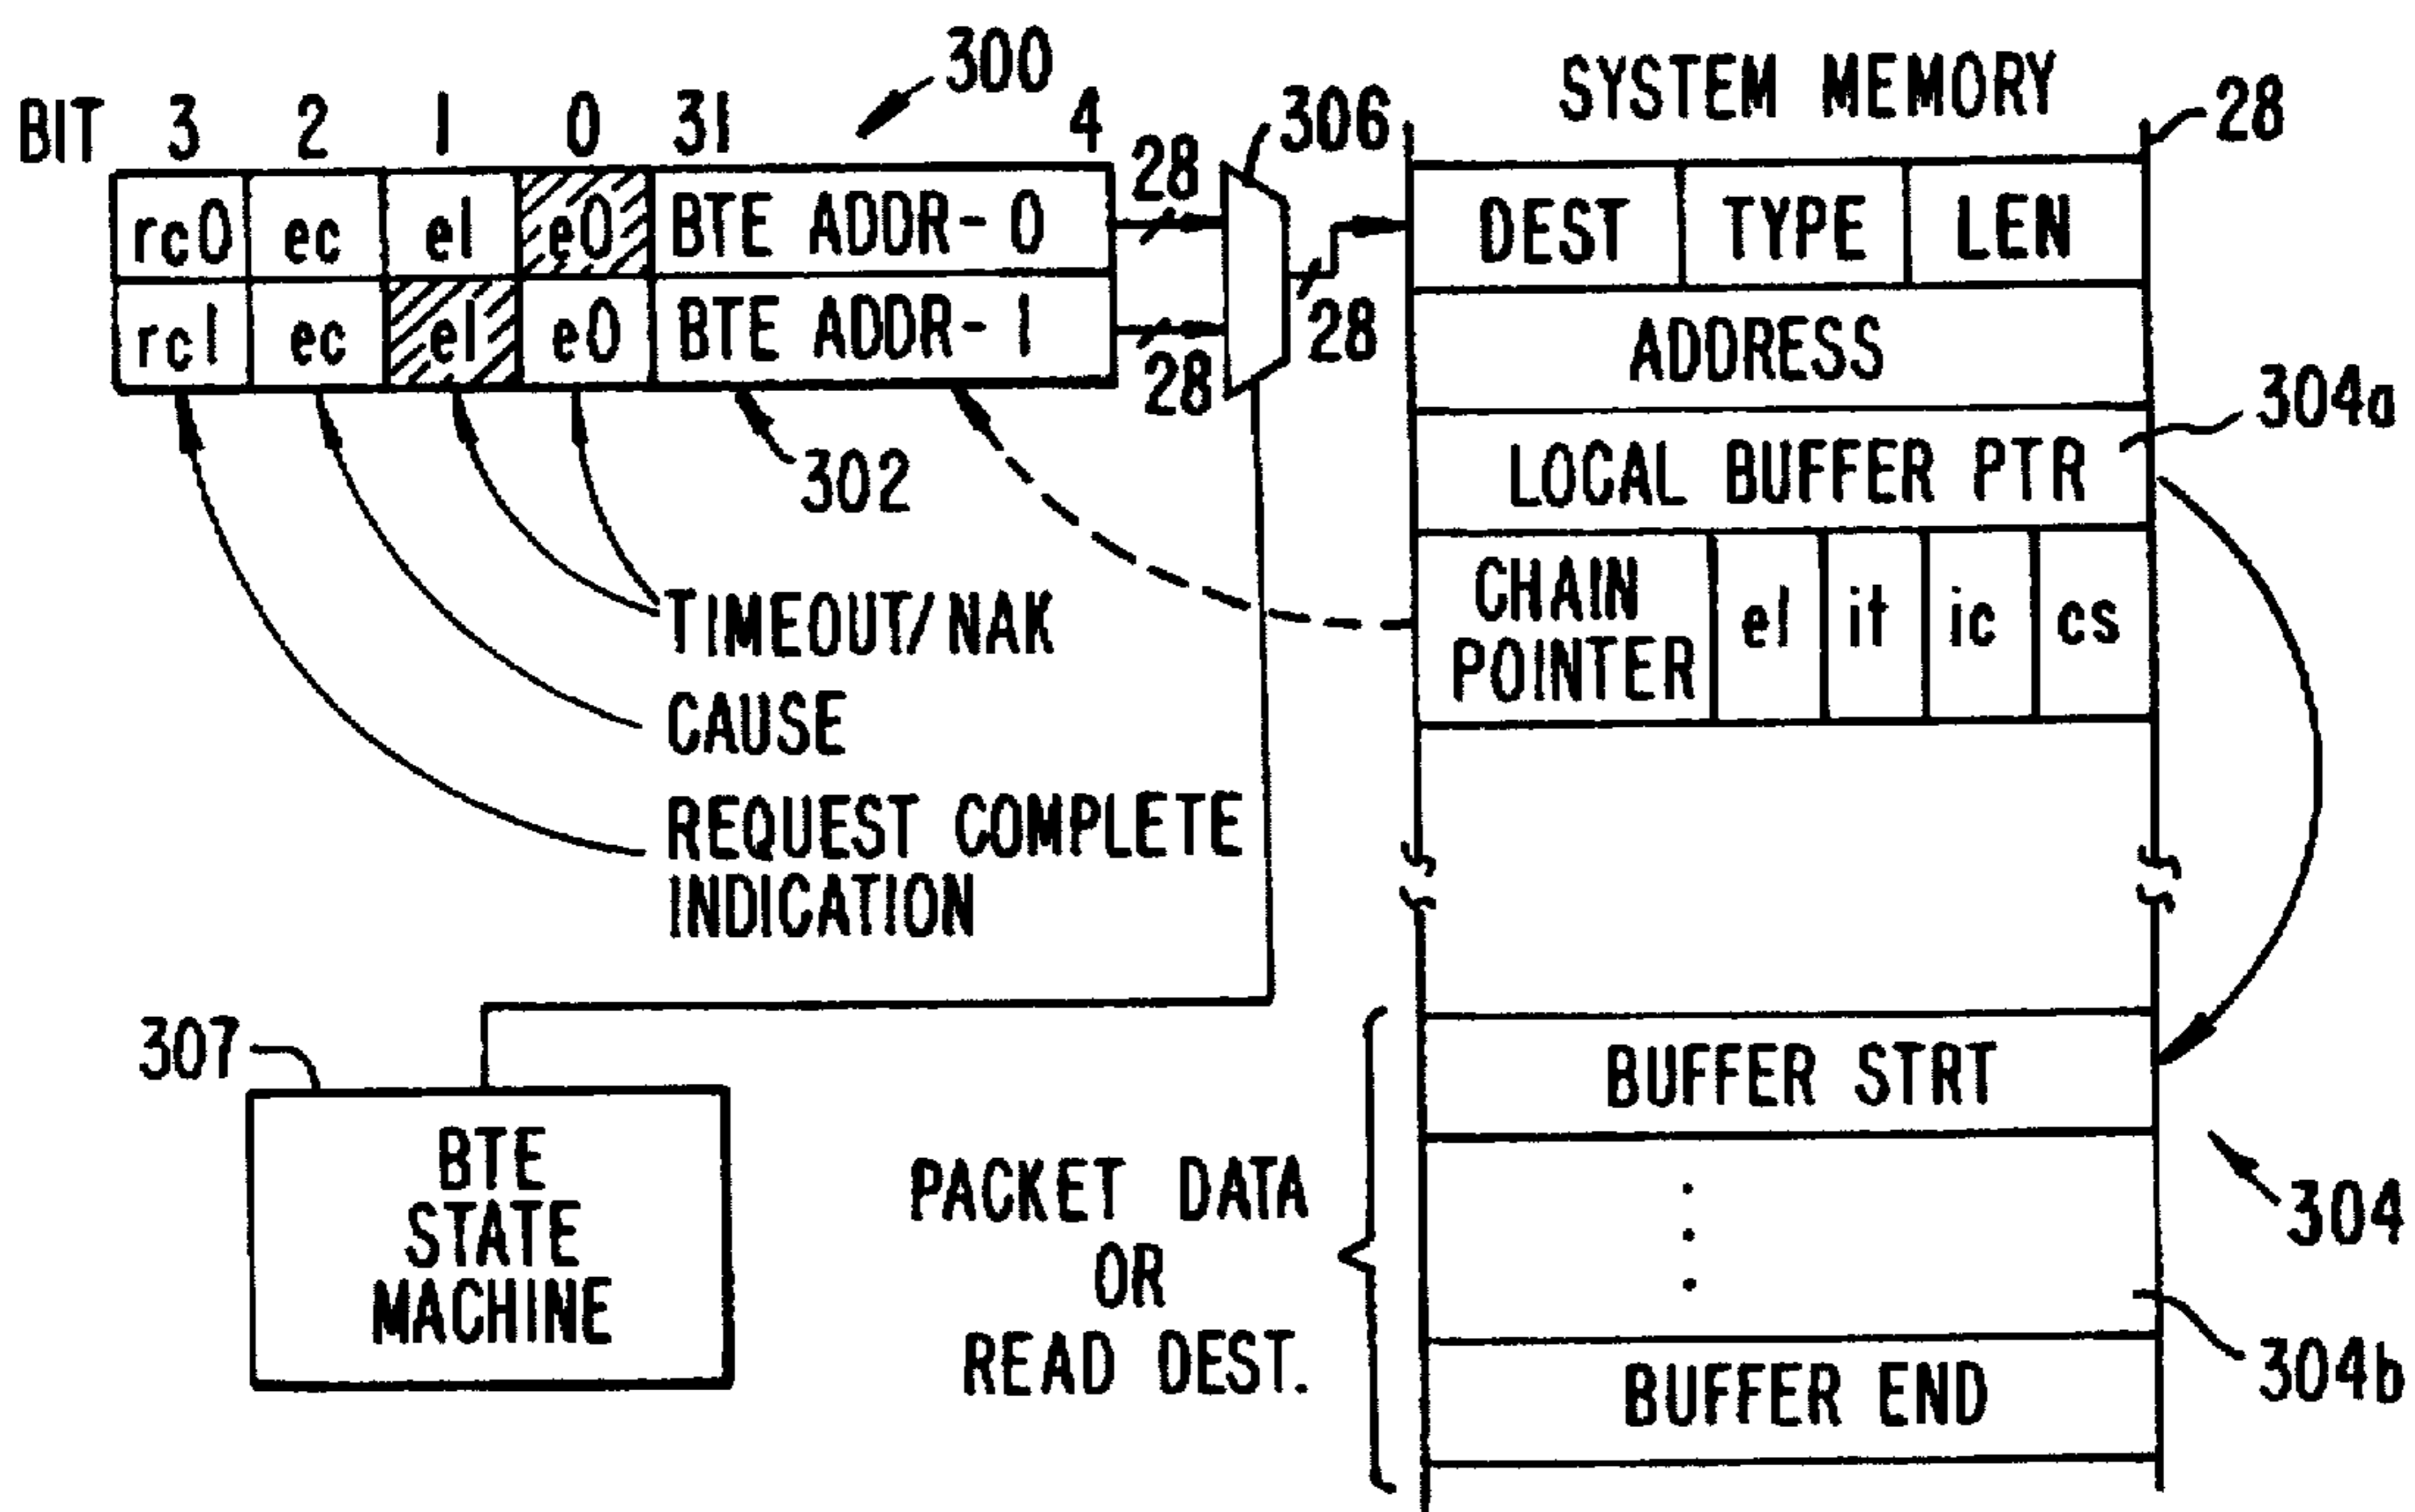 300
SYSTEM MEMORY
BIT 3 2 1 0 31 4
28
306
28
rc0 ec e1 e0 BTE ADDR-0
DEST TYPE LEN
rc1 ec e1 e0 BTE ADDR-1
28
28
ADDRESS
304a
302
LOCAL BUFFER PTR
CHAIN
POINTER
e1 it ic cs
TIMEOUT/NAK
CAUSE
REQUEST COMPLETE
INDICATION
307
BTE
STATE
MACHINE
BUFFER STRT
PACKET DATA
OR
READ DEST.
304
304b
BUFFER END